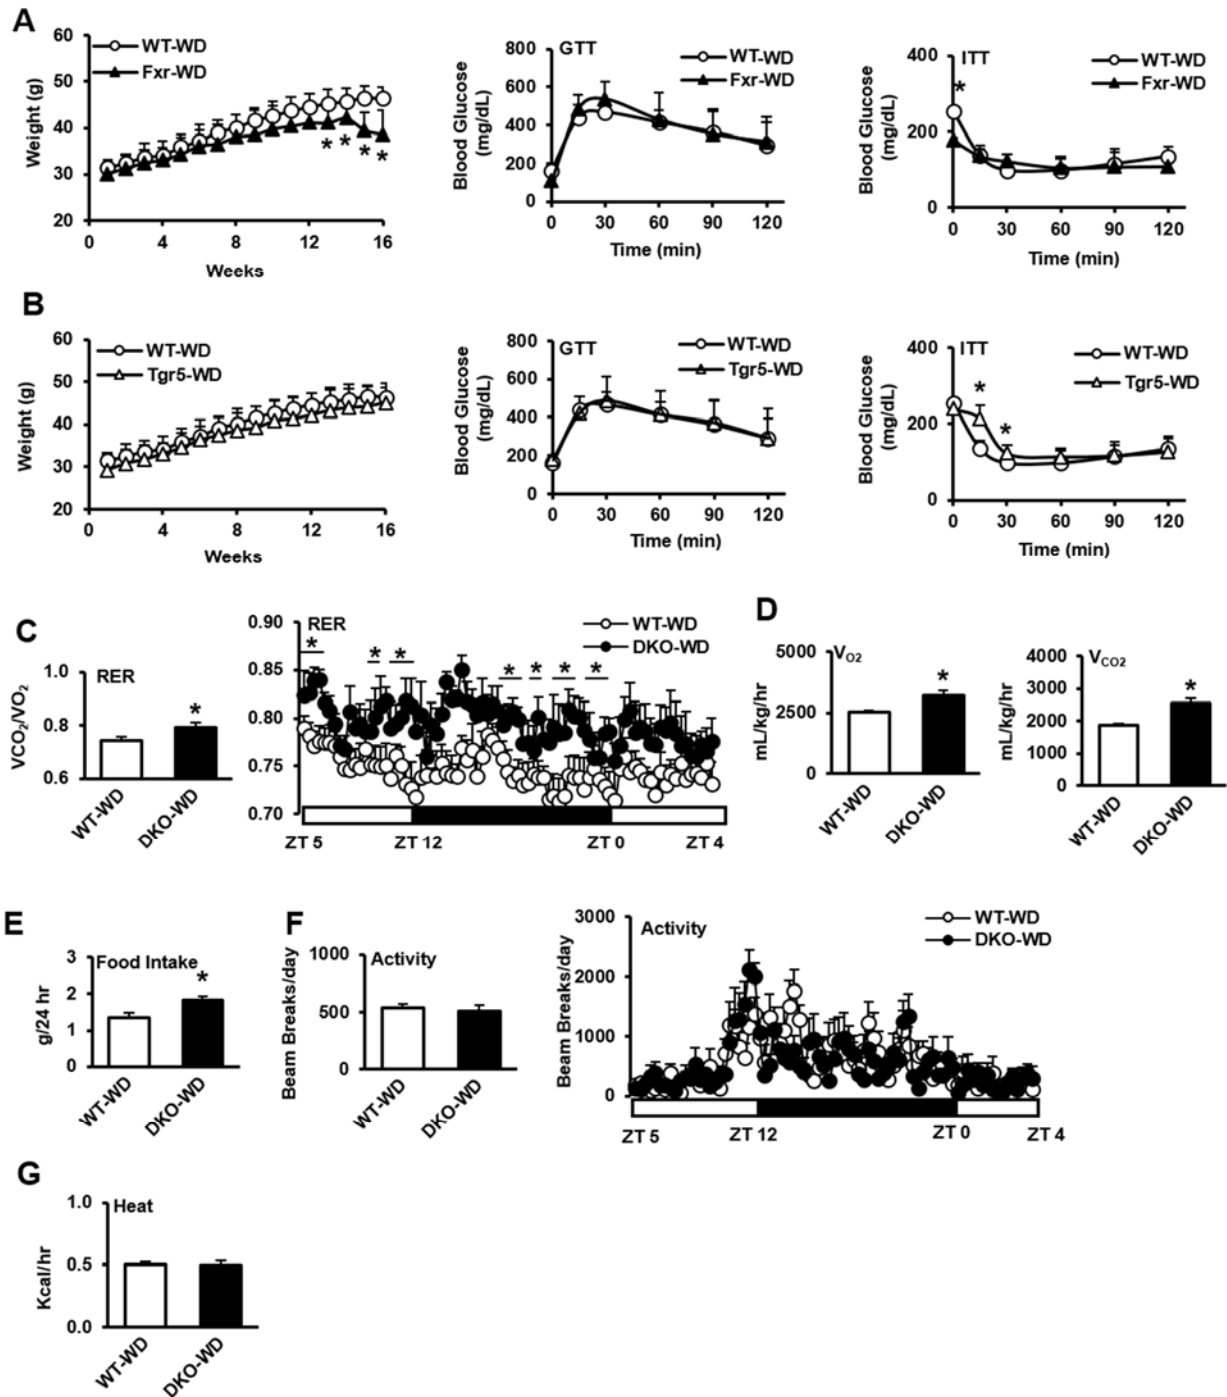 A
Weight (g)
60
50
40
30
20
WT-WD
Fxr-WD
* * * *
0 4 8 12 16
Weeks
Blood Glucose
(mg/dL)
800
600
400
200
0
GTT
WT-WD
Fxr-WD
0 30 60 90 120
Time (min)
Blood Glucose
(mg/dL)
400
200
0
ITT
*
WT-WD
Fxr-WD
0 30 60 90 120
Time (min)
B
Weight (g)
60
50
40
30
20
WT-WD
Tgr5-WD
0 4 8 12 16
Weeks
Blood Glucose
(mg/dL)
800
600
400
200
0
GTT
WT-WD
Tgr5-WD
0 30 60 90 120
Time (min)
Blood Glucose
(mg/dL)
400
200
0
ITT
* *
WT-WD
Tgr5-WD
0 30 60 90 120
Time (min)
C
VCO2/VO2
1.0
0.8
0.6
RER
*
WT-WD
DKO-WD
0.90
0.85
0.80
0.75
0.70
RER
WT-WD
DKO-WD
* * * * * * *
ZT 5 ZT 12 ZT 0 ZT 4
D
mL/kg/hr
5000
2500
0
VO2
*
WT-WD
DKO-WD
mL/kg/hr
4000
3000
2000
1000
0
VCO2
*
WT-WD
DKO-WD
E
g/24 hr
3
2
1
0
Food Intake
*
WT-WD
DKO-WD
F
Beam Breaks/day
1000
500
0
Activity
WT-WD
DKO-WD
Beam Breaks/day
3000
2000
1000
0
Activity
WT-WD
DKO-WD
ZT 5 ZT 12 ZT 0 ZT 4
G
Kcal/hr
1.0
0.5
0.0
Heat
WT-WD
DKO-WD